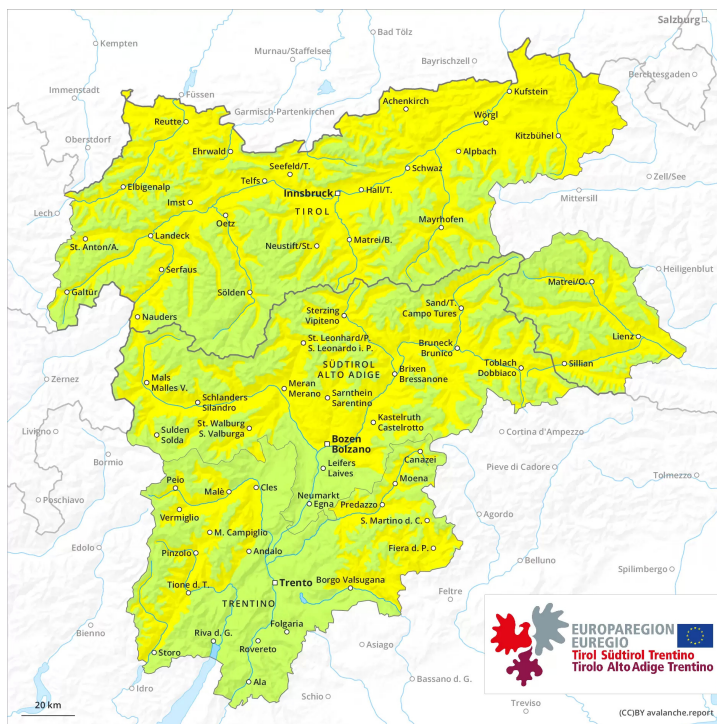 Salzburg
Bad Tölz
Kempten
Murnau/Staffelsee
Bayrischzell
Berchtesgaden
Immenstadt
Füssen
Kufstein
Achenkirch
Garmisch-Partenkirchen
Reutte
Wörgl
Oberstdorf
Kitzbühel
Ehrwald
Alpbach
Seefeld/T.
Schwaz
Telfs
Zell/See
Elbigenalp
Innsbruck
Hall/T.
Mittersill
Imst
TIROL
Lech
Oetz
Mayrhofen
Landeck
St. Anton/A.
Neustift/St.
Matrei/B.
Serfaus
Heiligenblut
Matrei/O.
Galtür
Sölden
Sand/T.
Campo Tures
Nauders
Sterzing
Vipiteno
Lienz
St. Leonhard/P.
S. Leonardo i. P.
Bruneck
Brunico
Sillian
Toblach
Dobbiaco
SÜDTIROL
ALTO ADIGE
Brixen
Bressanone
Zernez
Mals
Malles V.
Meran
Merano
Schlanders
Silandro
Sarnthein
Sarentino
St. Walburg
S. Valburga
Kastelruth
Castelrotto
Livigno
Sulden
Solda
Cortina d'Ampezzo
Bozen
Bolzano
Bormio
Canazei
Pieve di Cadore
Leifers
Laives
Tolmezzo
Peio
Malè
Cles
Moena
Poschiavo
Neumarkt
Egna
Predazzo
Vermiglio
Agordo
S. Martino d. C.
M. Campiglio
Edolo
Pinzolo
Andalo
Fiera d. P.
Belluno
Spilimbergo
Trento
Tione d. T.
Borgo Valsugana
Feltre
TRENTINO
Bienno
Folgaria
Riva d. G.
Rovereto
Asiago
Storo
Idro
Ala
Schio
Bassano d. G.
Treviso
EUROPAREGION
EUREGIO
Tirol Südtirol Trentino
Tirolo Alto Adige Trentino
20 km
(CC)BY avalanche.report